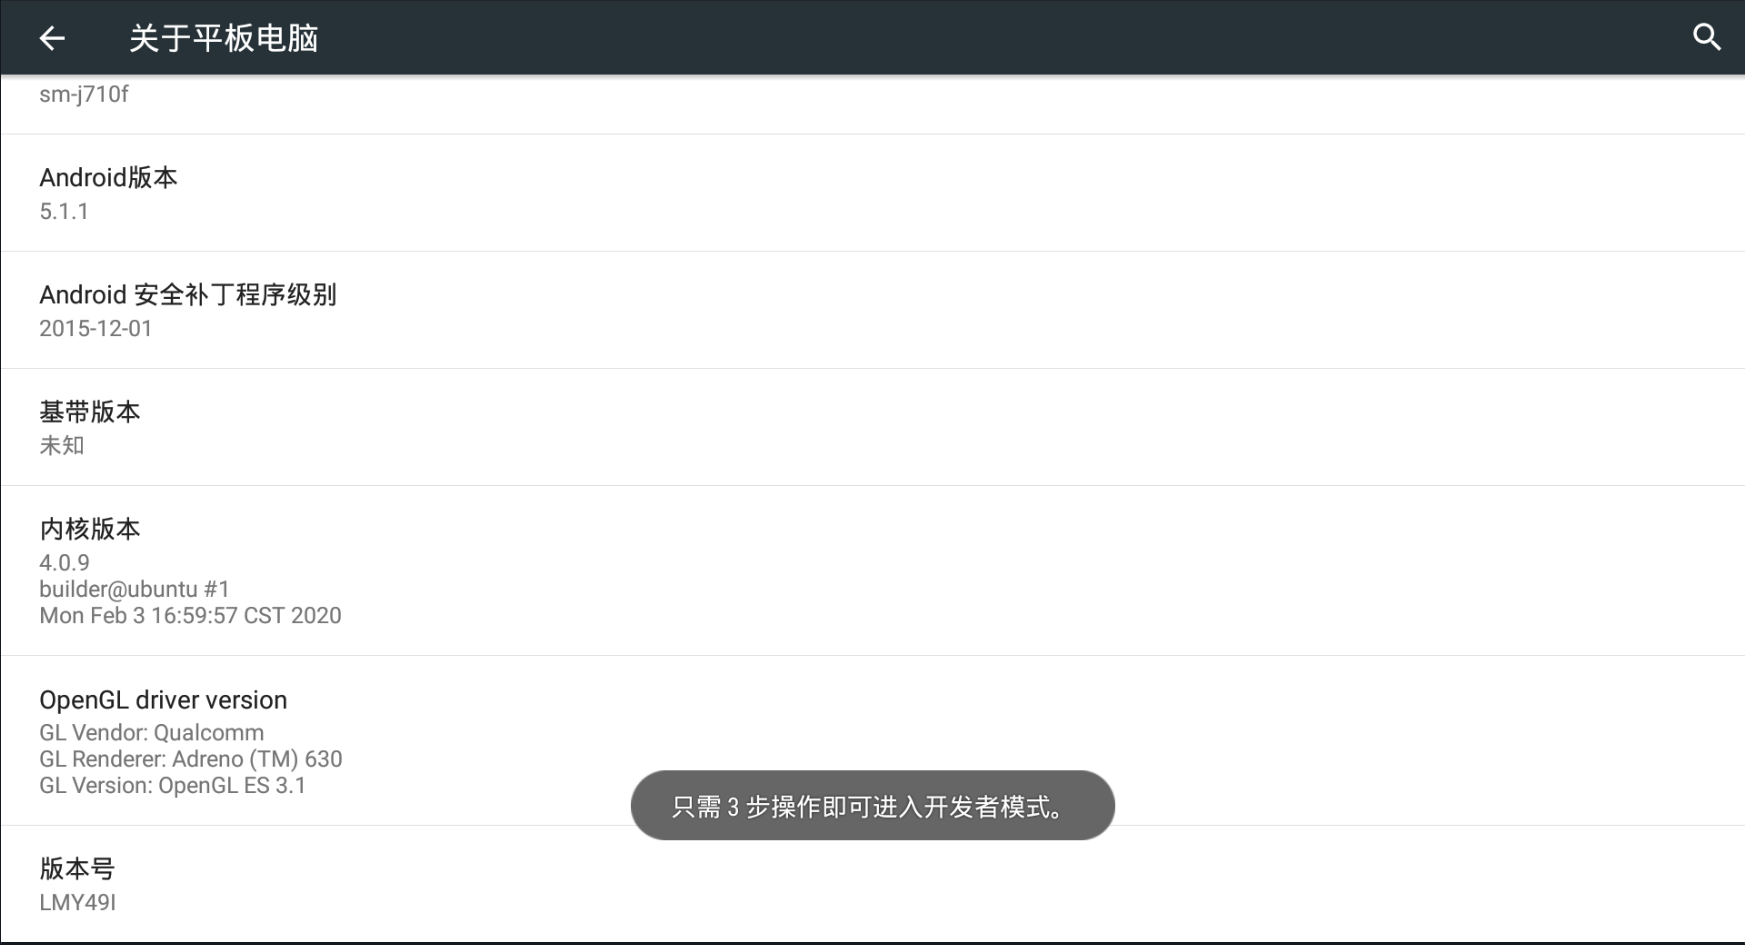 关于平板电脑
sm-j710f
Android版本
5.1.1
Android 安全补丁程序级别
2015-12-01
基带版本
未知
内核版本
4.0.9
builder@ubuntu #1
Mon Feb 3 16:59:57 CST 2020
OpenGL driver version
GL Vendor: Qualcomm
GL Renderer: Adreno (TM) 630
GL Version: OpenGL ES 3.1
只需 3 步操作即可进入开发者模式。
版本号
LMY49I